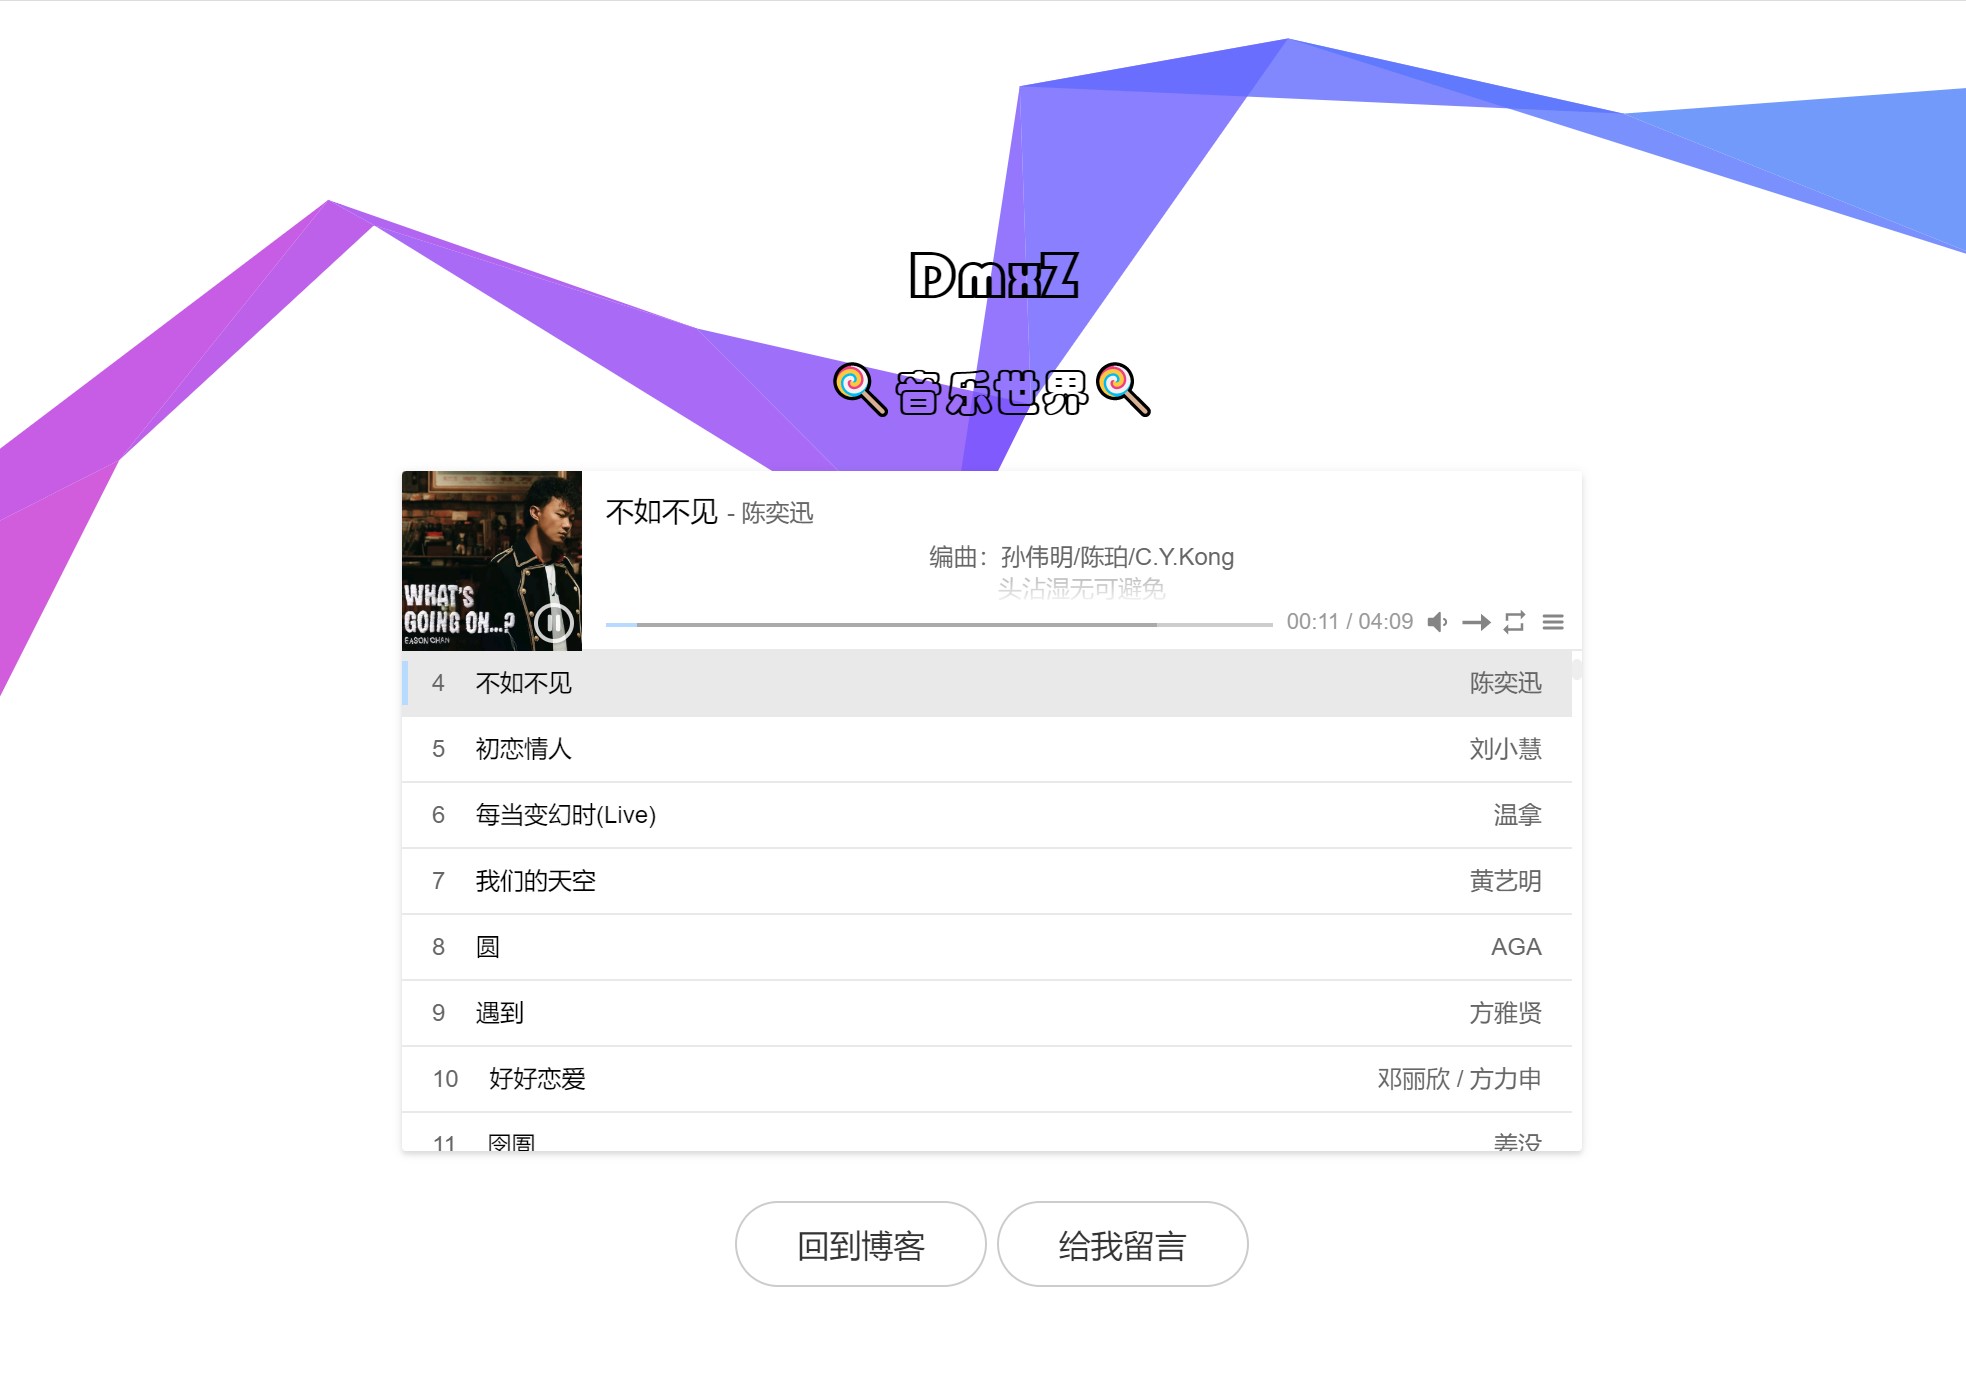 DmxZ
音乐世界
WHAT'S
GOING ON...?
EASON CHAN
不如不见 - 陈奕迅
编曲：孙伟明/陈珀/C.Y.Kong
头沾湿无可避免
00:11 / 04:09
4 不如不见 陈奕迅
5 初恋情人 刘小慧
6 每当变幻时(Live) 温拿
7 我们的天空 黄艺明
8 圆 AGA
9 遇到 方雅贤
10 好好恋爱 邓丽欣 / 方力申
11
回到博客 给我留言